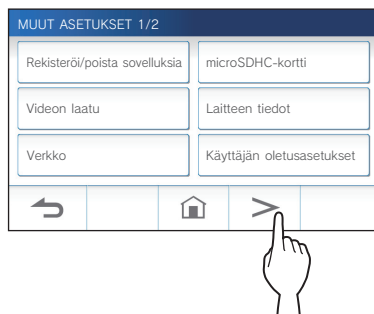 MUUT ASETUKSET 1/2
Rekisteröi/poista sovelluksia
microSDHC-kortti
Videon laatu
Laitteen tiedot
Verkko
Käyttäjän oletusasetukset